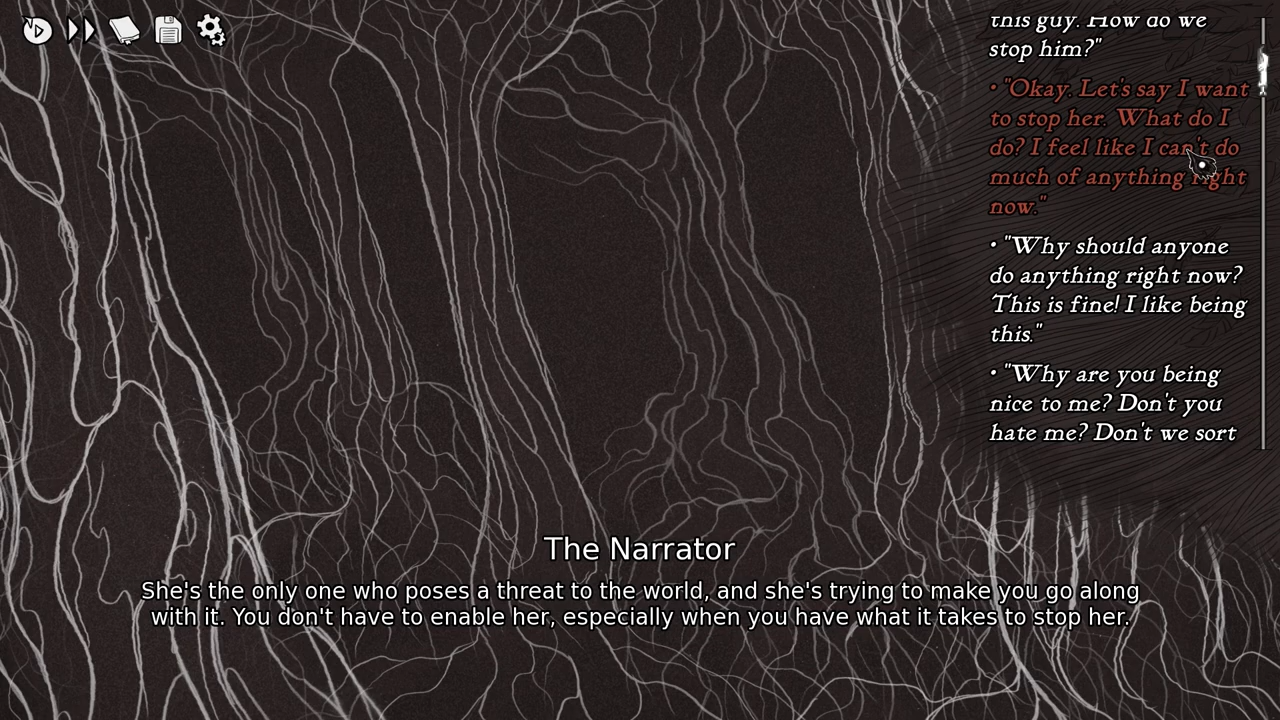 this guy. How do we
stop him?"
• "Okay. Let's say I want
to stop her. What do I
do? I feel like I can't do
much of anything right
now."
• "Why should anyone
do anything right now?
This is fine! I like being
this."
• "Why are you being
nice to me? Don't you
hate me? Don't we sort
The Narrator
She's the only one who poses a threat to the world, and she's trying to make you go along
with it. You don't have to enable her, especially when you have what it takes to stop her.